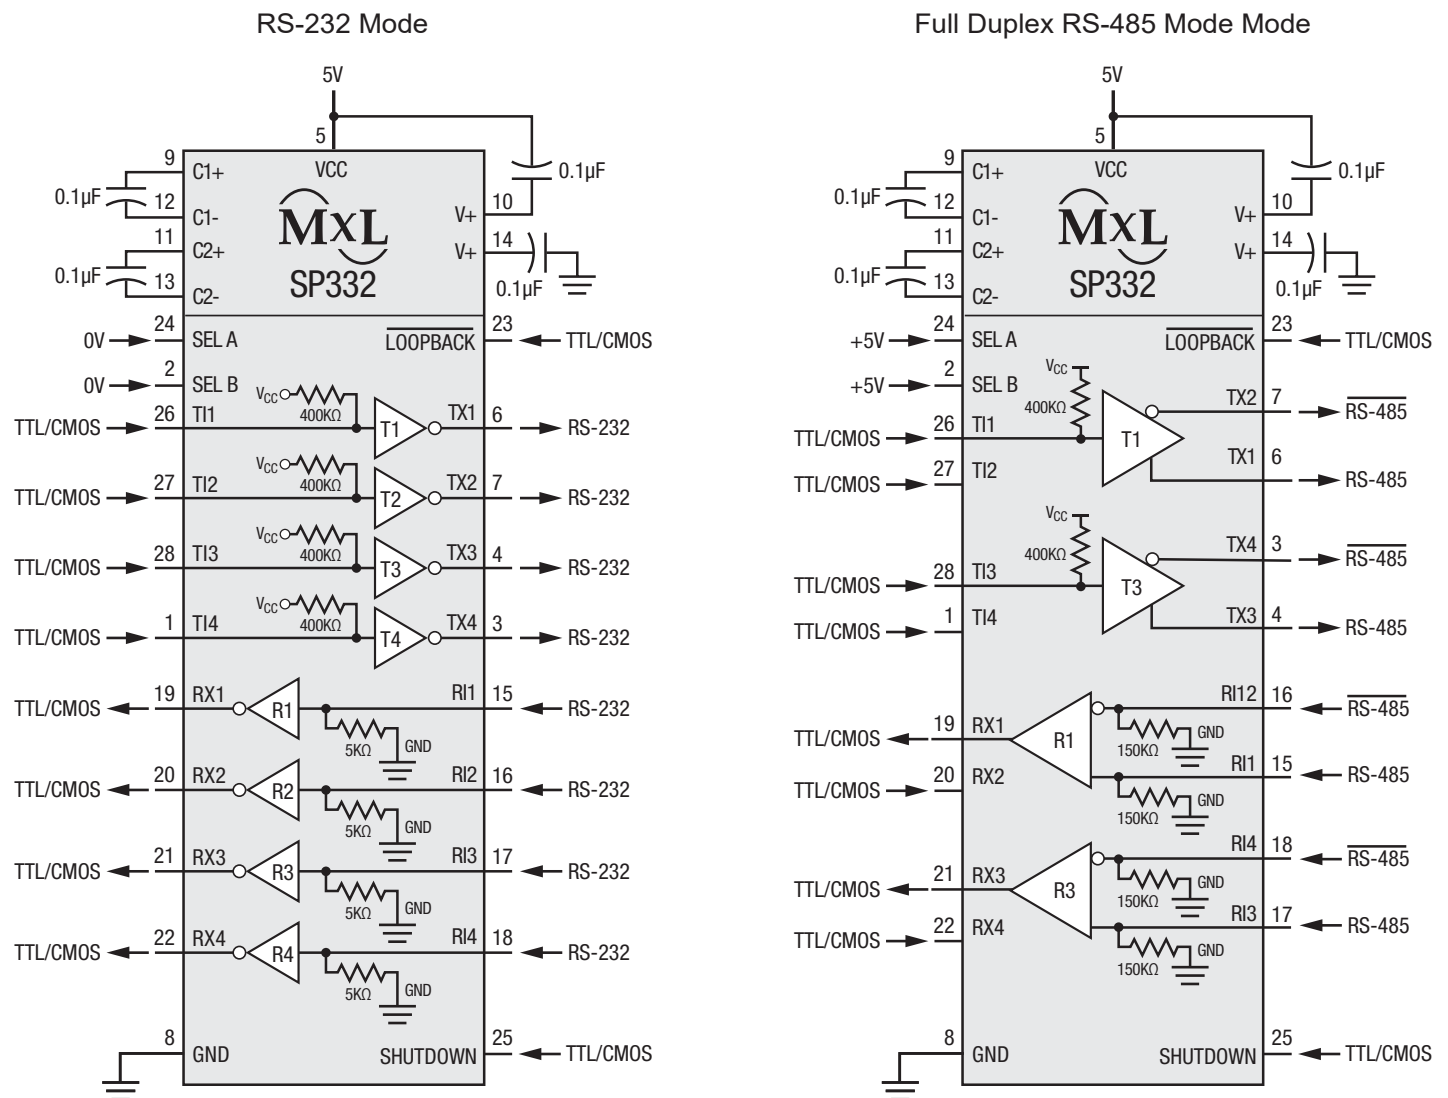 RS-232 Mode
5V
5
VCC
0.1µF
9
C1+
0.1µF
12
C1-
11
C2+
0.1µF
13
C2-
MXL
SP332
V+
10
V+
14
0.1µF
0V
24
SEL A
LOOPBACK
23
TTL/CMOS
0V
2
SEL B
VCC
400KΩ
TTL/CMOS
26
TI1
T1
TX1
6
RS-232
VCC
400KΩ
TTL/CMOS
27
TI2
T2
TX2
7
RS-232
VCC
400KΩ
TTL/CMOS
28
TI3
T3
TX3
4
RS-232
VCC
400KΩ
TTL/CMOS
1
TI4
T4
TX4
3
RS-232
TTL/CMOS
19
RX1
R1
RI1
15
RS-232
5KΩ
GND
TTL/CMOS
20
RX2
R2
RI2
16
RS-232
5KΩ
GND
TTL/CMOS
21
RX3
R3
RI3
17
RS-232
5KΩ
GND
TTL/CMOS
22
RX4
R4
RI4
18
RS-232
5KΩ
GND
8
GND
SHUTDOWN
25
TTL/CMOS
Full Duplex RS-485 Mode Mode
5V
5
VCC
0.1µF
9
C1+
0.1µF
12
C1-
11
C2+
0.1µF
13
C2-
MXL
SP332
V+
10
V+
14
0.1µF
+5V
24
SEL A
LOOPBACK
23
TTL/CMOS
+5V
2
SEL B
VCC
400KΩ
TX2
7
RS-485
TTL/CMOS
26
TI1
T1
TTL/CMOS
27
TI2
TX1
6
RS-485
VCC
400KΩ
TX4
3
RS-485
TTL/CMOS
28
TI3
T3
TTL/CMOS
1
TI4
TX3
4
RS-485
RI12
16
RS-485
150KΩ
GND
TTL/CMOS
19
RX1
R1
TTL/CMOS
20
RX2
RI1
15
RS-485
150KΩ
GND
RI4
18
RS-485
150KΩ
GND
TTL/CMOS
21
RX3
R3
TTL/CMOS
22
RX4
RI3
17
RS-485
150KΩ
GND
8
GND
SHUTDOWN
25
TTL/CMOS